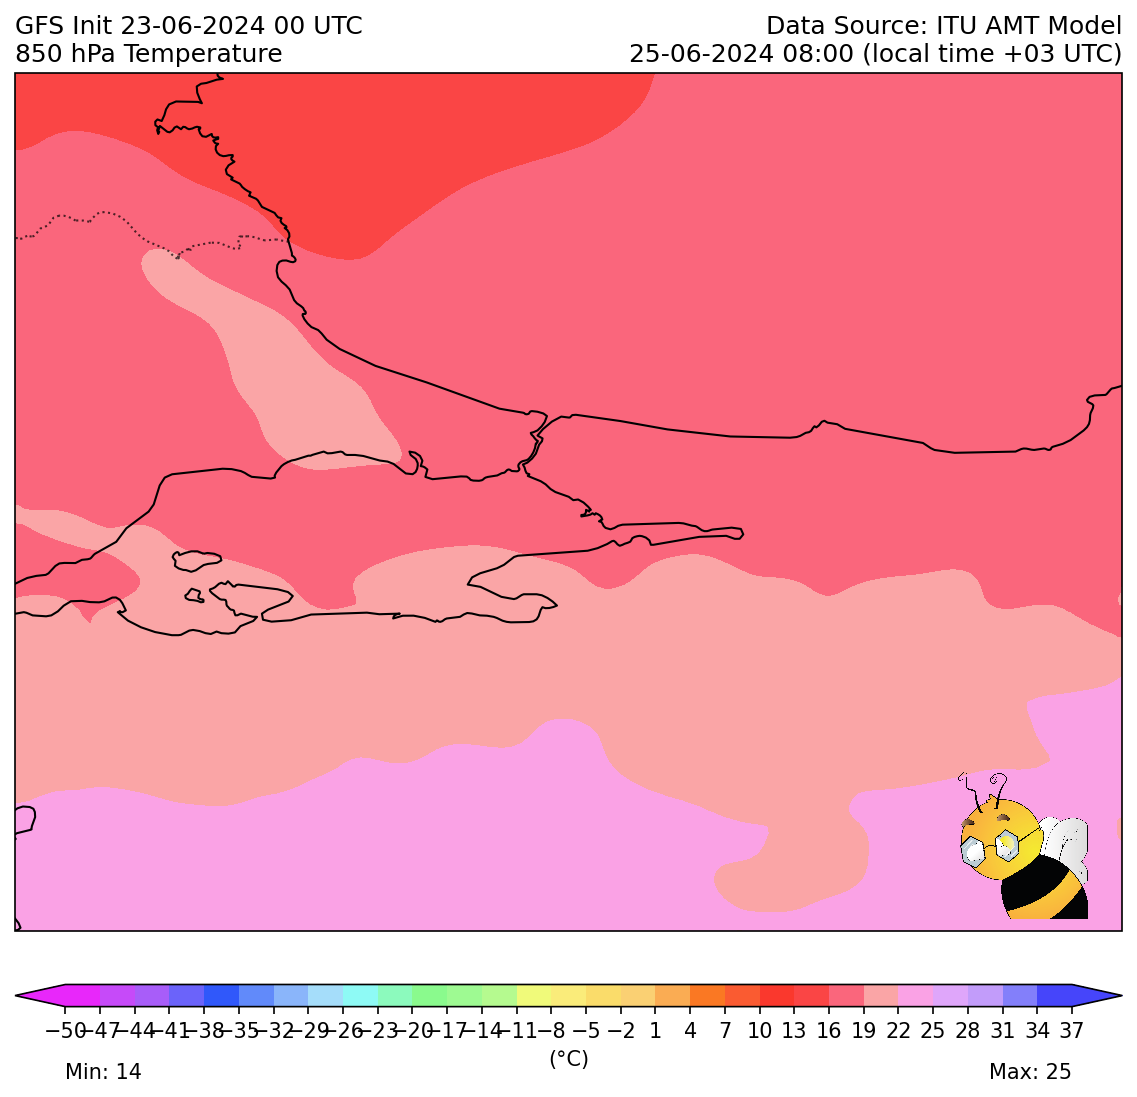 GFS Init 23-06-2024 00 UTC
Data Source: ITU AMT Model
850 hPa Temperature
25-06-2024 08:00 (local time +03 UTC)
−50 −47 −44 −41 −38 −35 −32 −29 −26 −23 −20 −17 −14 −11 −8 −5 −2 1 4 7 10 13 16 19 22 25 28 31 34 37
(°C)
Min: 14
Max: 25